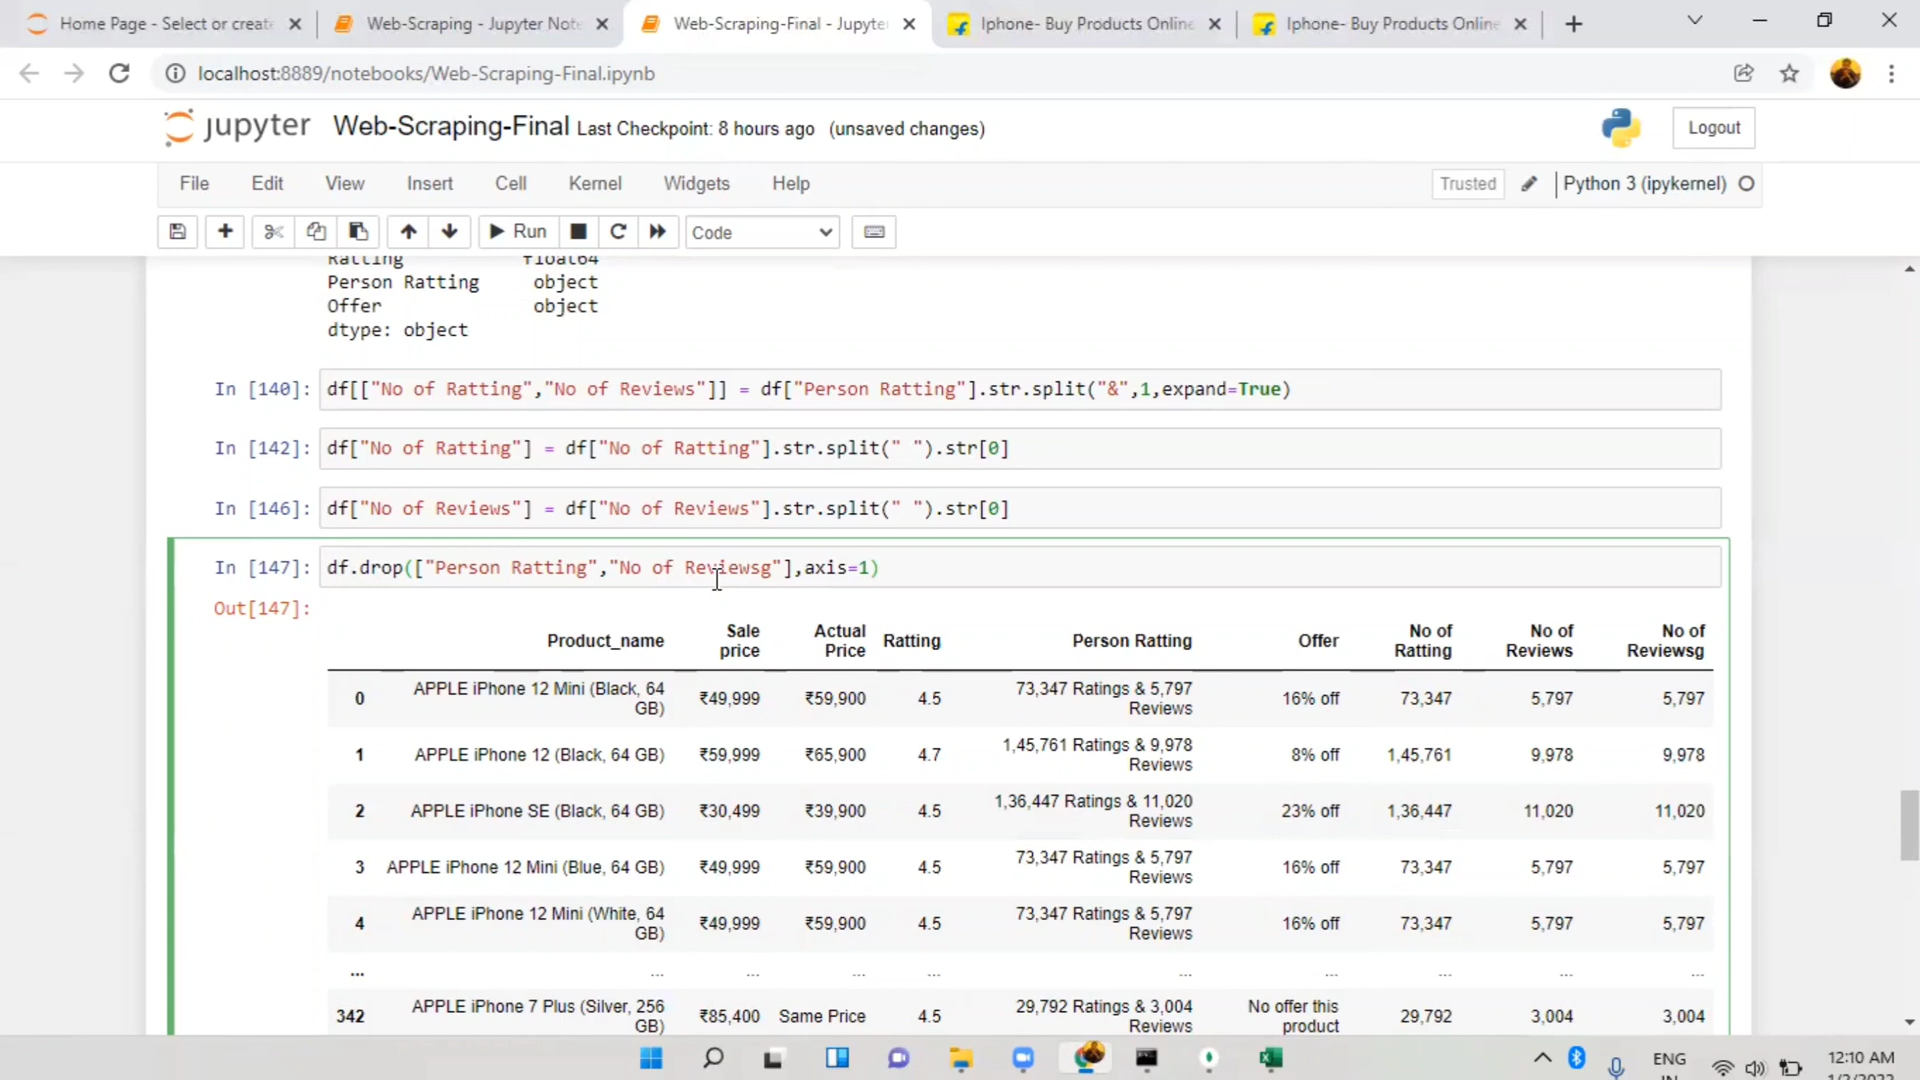 Home Page - Select or create
Web-Scraping - Jupyter Note
Web-Scraping-Final - Jupyter
Iphone- Buy Products Online
Iphone- Buy Products Online
localhost:8889/notebooks/Web-Scraping-Final.ipynb
jupyter Web-Scraping-Final Last Checkpoint: 8 hours ago (unsaved changes)
Logout
File Edit View Insert Cell Kernel Widgets Help
Trusted Python 3 (ipykernel)
Run Code
Ratting float64
Person Ratting object
Offer object
dtype: object
In [140]: df[["No of Ratting","No of Reviews"]] = df["Person Ratting"].str.split("&",1,expand=True)
In [142]: df["No of Ratting"] = df["No of Ratting"].str.split(" ").str[0]
In [146]: df["No of Reviews"] = df["No of Reviews"].str.split(" ").str[0]
In [147]: df.drop(["Person Ratting","No of Reviewsg"],axis=1)
Out[147]:
Product_name Sale price Actual Price Ratting Person Ratting Offer No of Ratting No of Reviews No of Reviewsg
0 APPLE iPhone 12 Mini (Black, 64 GB) ₹49,999 ₹59,900 4.5 73,347 Ratings & 5,797 Reviews 16% off 73,347 5,797 5,797
1 APPLE iPhone 12 (Black, 64 GB) ₹59,999 ₹65,900 4.7 1,45,761 Ratings & 9,978 Reviews 8% off 1,45,761 9,978 9,978
2 APPLE iPhone SE (Black, 64 GB) ₹30,499 ₹39,900 4.5 1,36,447 Ratings & 11,020 Reviews 23% off 1,36,447 11,020 11,020
3 APPLE iPhone 12 Mini (Blue, 64 GB) ₹49,999 ₹59,900 4.5 73,347 Ratings & 5,797 Reviews 16% off 73,347 5,797 5,797
4 APPLE iPhone 12 Mini (White, 64 GB) ₹49,999 ₹59,900 4.5 73,347 Ratings & 5,797 Reviews 16% off 73,347 5,797 5,797
... ... ... ... ... ... ... ... ... ...
342 APPLE iPhone 7 Plus (Silver, 256 GB) ₹85,400 Same Price 4.5 29,792 Ratings & 3,004 Reviews No offer this product 29,792 3,004 3,004
ENG
12:10 AM